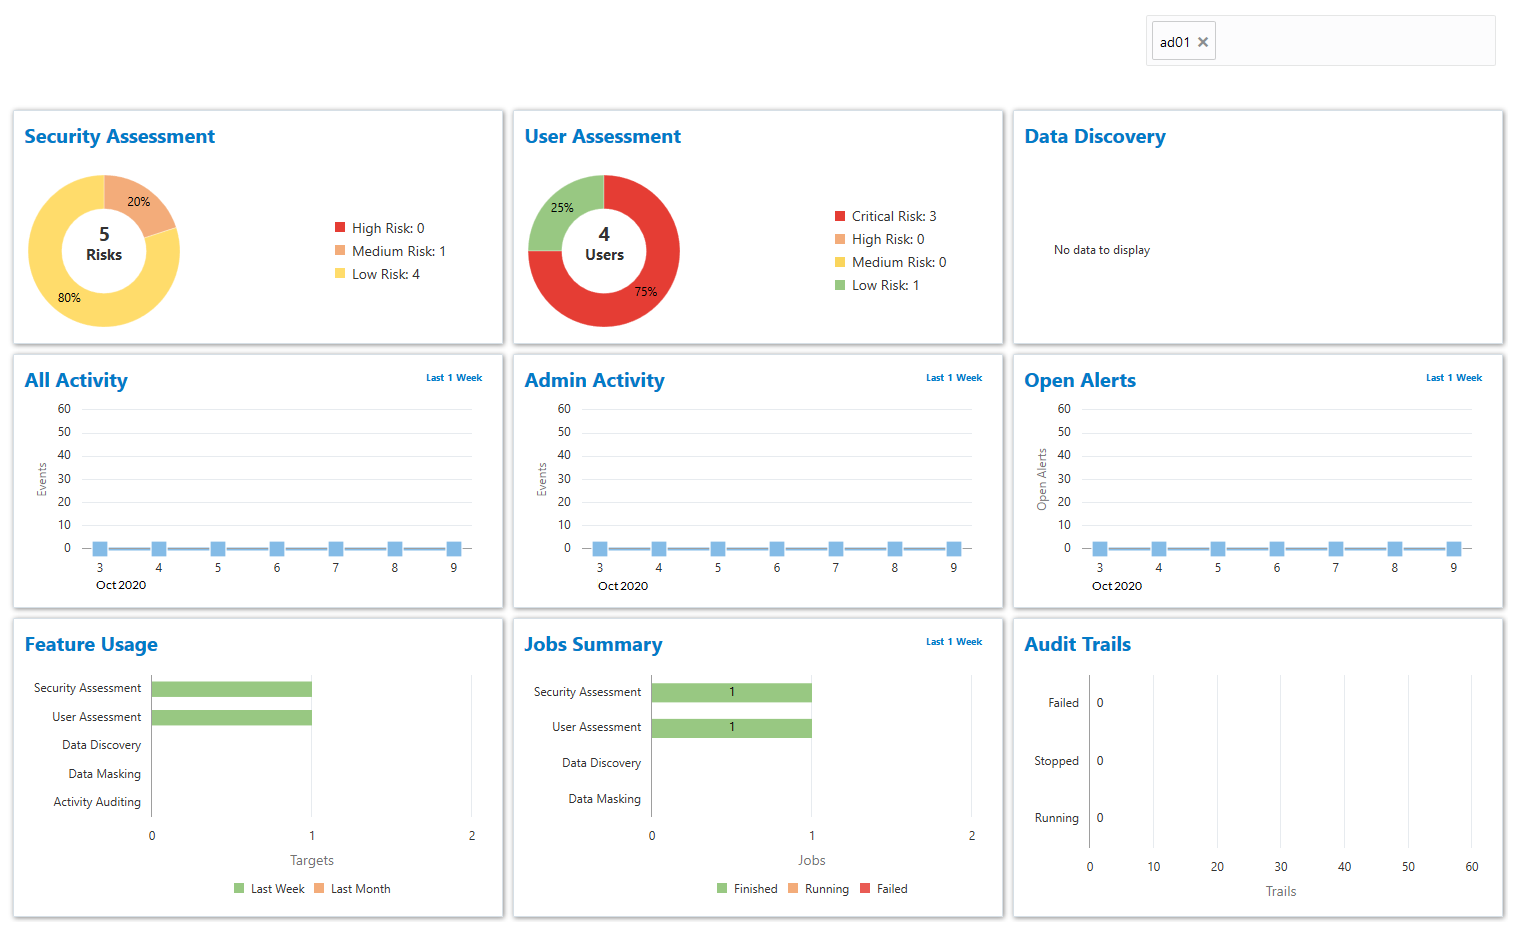 ad01 ✕
Security Assessment
20%
5
Risks
80%
High Risk: 0
Medium Risk: 1
Low Risk: 4
User Assessment
25%
4
Users
75%
Critical Risk: 3
High Risk: 0
Medium Risk: 0
Low Risk: 1
Data Discovery
No data to display
All Activity
Last 1 Week
60
50
40
30
20
10
0
Events
3 4 5 6 7 8 9
Oct 2020
Admin Activity
Last 1 Week
60
50
40
30
20
10
0
Events
3 4 5 6 7 8 9
Oct 2020
Open Alerts
Last 1 Week
60
50
40
30
20
10
0
Open Alerts
3 4 5 6 7 8 9
Oct 2020
Feature Usage
Security Assessment
User Assessment
Data Discovery
Data Masking
Activity Auditing
0 1 2
Targets
Last Week Last Month
Jobs Summary
Last 1 Week
Security Assessment 1
User Assessment 1
Data Discovery
Data Masking
0 1 2
Jobs
Finished Running Failed
Audit Trails
Failed 0
Stopped 0
Running 0
0 10 20 30 40 50 60
Trails